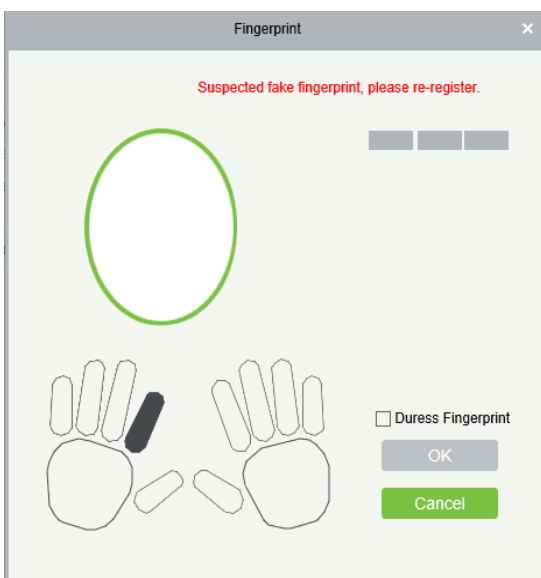 Fingerprint ×
Suspected fake fingerprint, please re-register.
Duress Fingerprint
OK
Cancel